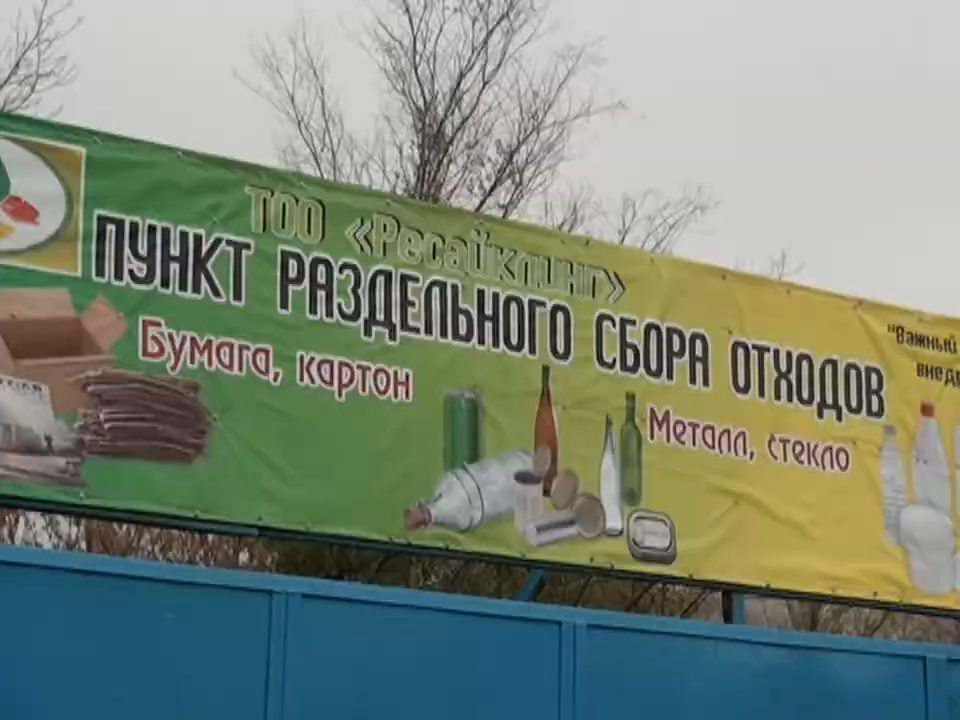 ТОО «Ресайклинг»
ПУНКТ РАЗДЕЛЬНОГО СБОРА ОТХОДОВ
Бумага, картон
Металл, стекло
"Важный